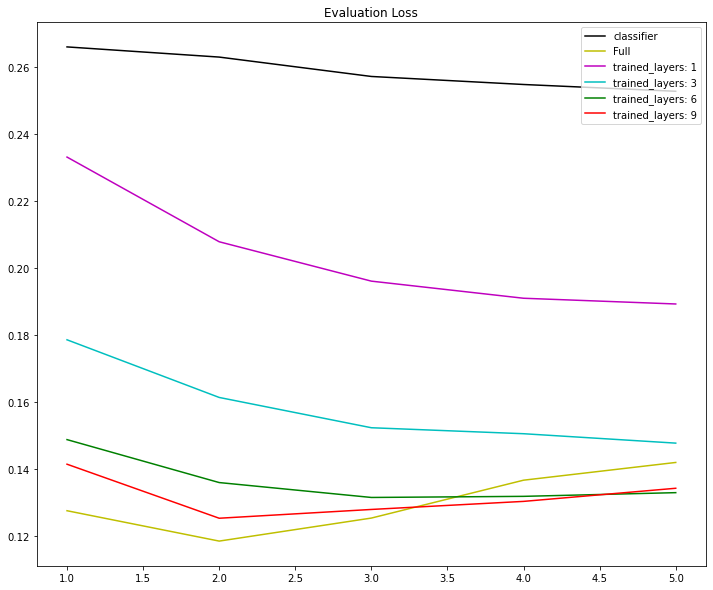 Evaluation Loss
classifier
Full
trained_layers: 1
trained_layers: 3
trained_layers: 6
trained_layers: 9
0.26
0.24
0.22
0.20
0.18
0.16
0.14
0.12
1.0 1.5 2.0 2.5 3.0 3.5 4.0 4.5 5.0